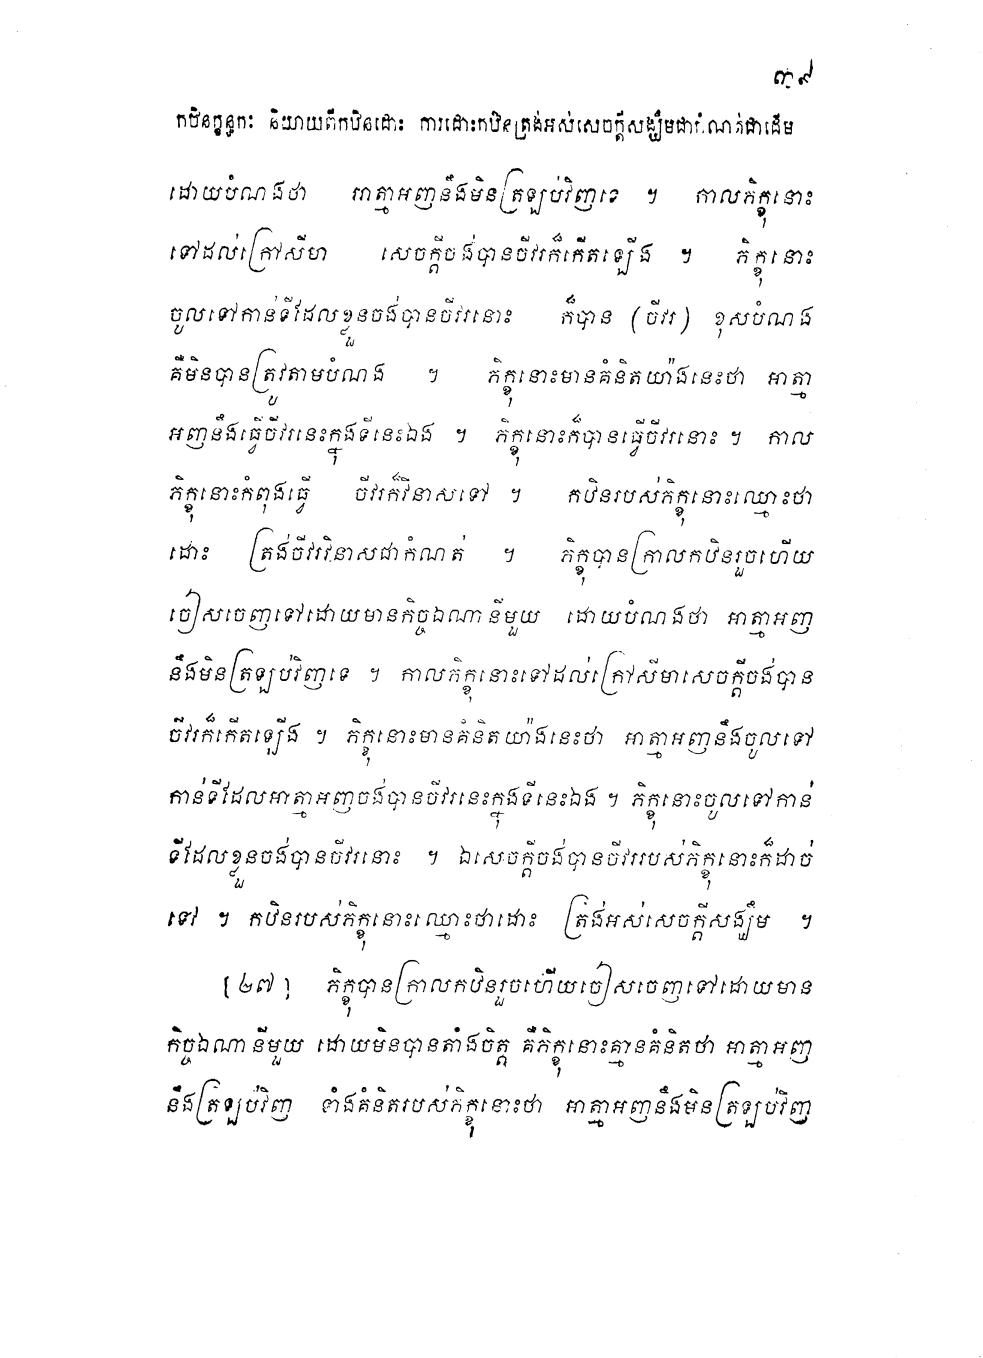 ៣៩
កឋិនក្ខន្ធកៈ និយាយពីកឋិនដោះ ការដោះកឋិនត្រង់អស់សេចក្ដីសង្ឃឹមជាកំណត់ជាដើម
ដោយបំណងថា អាត្មាអញនឹងមិនត្រឡប់វិញទេ ។ កាលភិក្ខុនោះ
ទៅដល់ក្រៅសីមា សេចក្ដីចង់បានចីវរក៏កើតឡើង ។ ភិក្ខុនោះ
ចូលទៅកាន់ទីដែលខ្លួនចង់បានចីវរនោះ ក៏បាន (ចីវរ) ខុសបំណង
គឺមិនបានត្រូវតាមបំណង ។ ភិក្ខុនោះមានគំនិតយ៉ាងនេះថា អាត្មា
អញនឹងធ្វើចីវរនេះក្នុងទីនេះឯង ។ ភិក្ខុនោះក៏បានធ្វើចីវរនោះ ។ កាល
ភិក្ខុនោះកំពុងធ្វើ ចីវរក៏វិនាសទៅ ។ កឋិនរបស់ភិក្ខុនោះឈ្មោះថា
ដោះ ត្រង់ចីវរវិនាសជាកំណត់ ។ ភិក្ខុបានក្រាលកឋិនរួចហើយ
ចៀសចេញទៅដោយមានកិច្ចឯណានីមួយ ដោយបំណងថា អាត្មាអញ
នឹងមិនត្រឡប់វិញទេ ។ កាលភិក្ខុនោះទៅដល់ក្រៅសីមាសេចក្ដីចង់បាន
ចីវរក៏កើតឡើង ។ ភិក្ខុនោះមានគំនិតយ៉ាងនេះថា អាត្មាអញនឹងចូលទៅ
កាន់ទីដែលអាត្មាអញចង់បានចីវរនេះក្នុងទីនេះឯង ។ ភិក្ខុនោះចូលទៅកាន់
ទីដែលខ្លួនចង់បានចីវរនោះ ។ ឯសេចក្ដីចង់បានចីវររបស់ភិក្ខុនោះក៏ដាច់
ទៅ ។ កឋិនរបស់ភិក្ខុនោះឈ្មោះថាដោះ ត្រង់អស់សេចក្ដីសង្ឃឹម ។
[២៧] ភិក្ខុបានក្រាលកឋិនរួចហើយចៀសចេញទៅដោយមាន
កិច្ចឯណានីមួយ ដោយមិនបានតាំងចិត្ត គឺភិក្ខុនោះគ្មានគំនិតថា អាត្មាអញ
នឹងត្រឡប់វិញ ទាំងគំនិតរបស់ភិក្ខុនោះថា អាត្មាអញនឹងមិនត្រឡប់វិញ